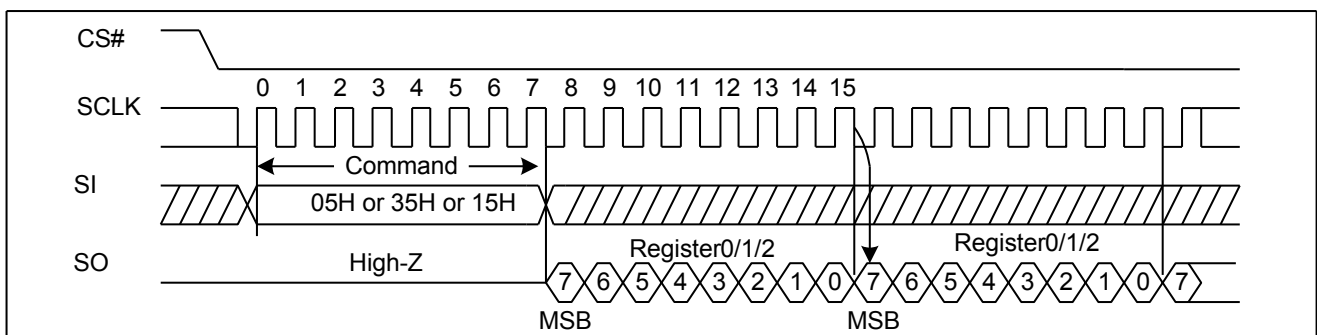 CS#
0 1 2 3 4 5 6 7 8 9 10 11 12 13 14 15
SCLK
Command
SI
05H or 35H or 15H
Register0/1/2 Register0/1/2
SO
High-Z
7 6 5 4 3 2 1 0 7 6 5 4 3 2 1 0 7
MSB MSB